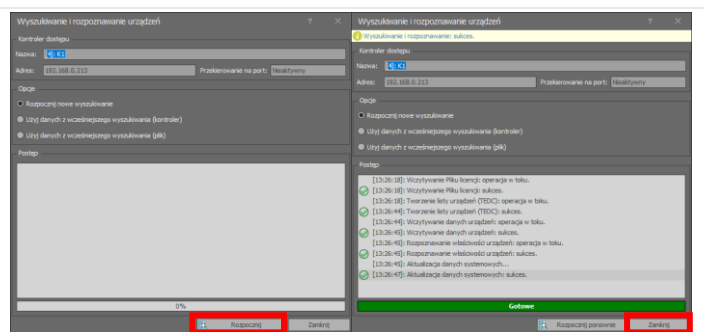 Wyszukiwanie i rozpoznawanie urządzeń
Kontroler dostępu
Nazwa: K1
Adres: 192.168.0.213 Przekierowanie na port: Nieaktywny
Opcje
Rozpocznij nowe wyszukiwanie
Użyj danych z wcześniejszego wyszukiwania (kontroler)
Użyj danych z wcześniejszego wyszukiwania (plik)
Postęp
0%
Rozpocznij Zamknij
Wyszukiwanie i rozpoznawanie urządzeń
Wyszukiwanie i rozpoznawanie: sukces.
Kontroler dostępu
Nazwa: K1
Adres: 192.168.0.213 Przekierowanie na port: Nieaktywny
Opcje
Rozpocznij nowe wyszukiwanie
Użyj danych z wcześniejszego wyszukiwania (kontroler)
Użyj danych z wcześniejszego wyszukiwania (plik)
Postęp
[13:26:18]: Wczytywanie Pliku licencji: operacja w toku.
[13:26:18]: Wczytywanie Pliku licencji: sukces.
[13:26:18]: Tworzenie listy urządzeń (TEDC): operacja w toku.
[13:26:44]: Tworzenie listy urządzeń (TEDC): sukces.
[13:26:44]: Wczytywanie danych urządzeń: operacja w toku.
[13:26:45]: Wczytywanie danych urządzeń: sukces.
[13:26:45]: Rozpoznawanie właściwości urządzeń: operacja w toku.
[13:26:45]: Rozpoznawanie właściwości urządzeń: sukces.
[13:26:45]: Aktualizacja danych systemowych...
[13:26:47]: Aktualizacja danych systemowych: sukces.
Gotowe
Rozpocznij ponownie Zamknij